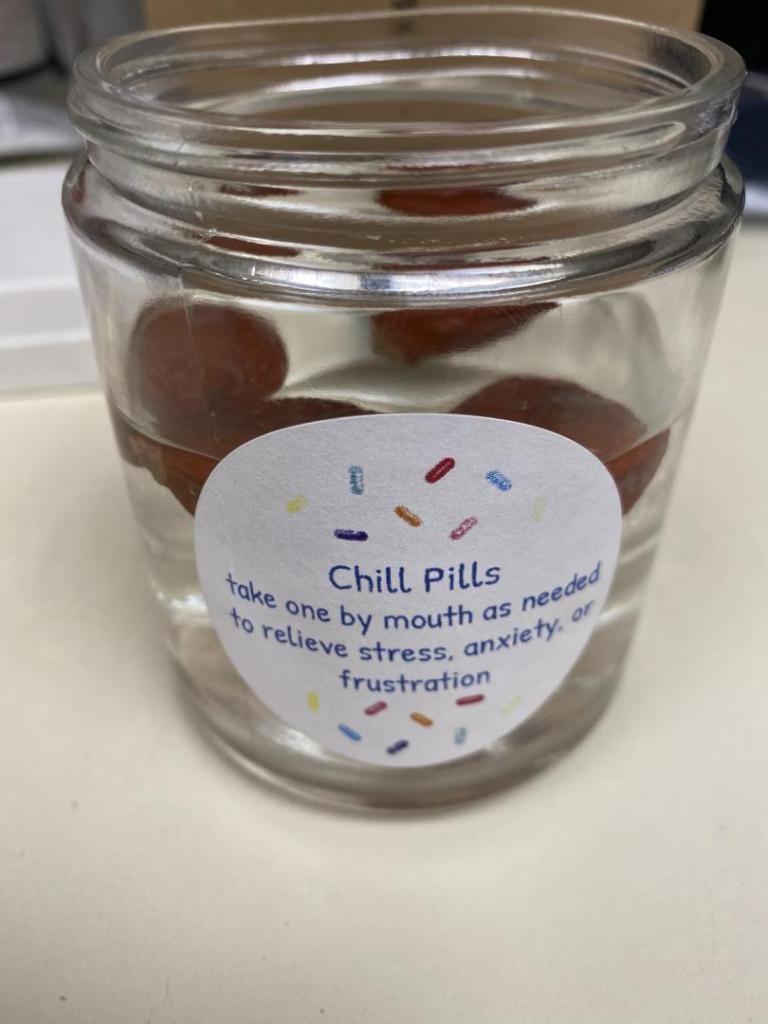 Chill Pills
take one by mouth as needed
to relieve stress, anxiety, or
frustration